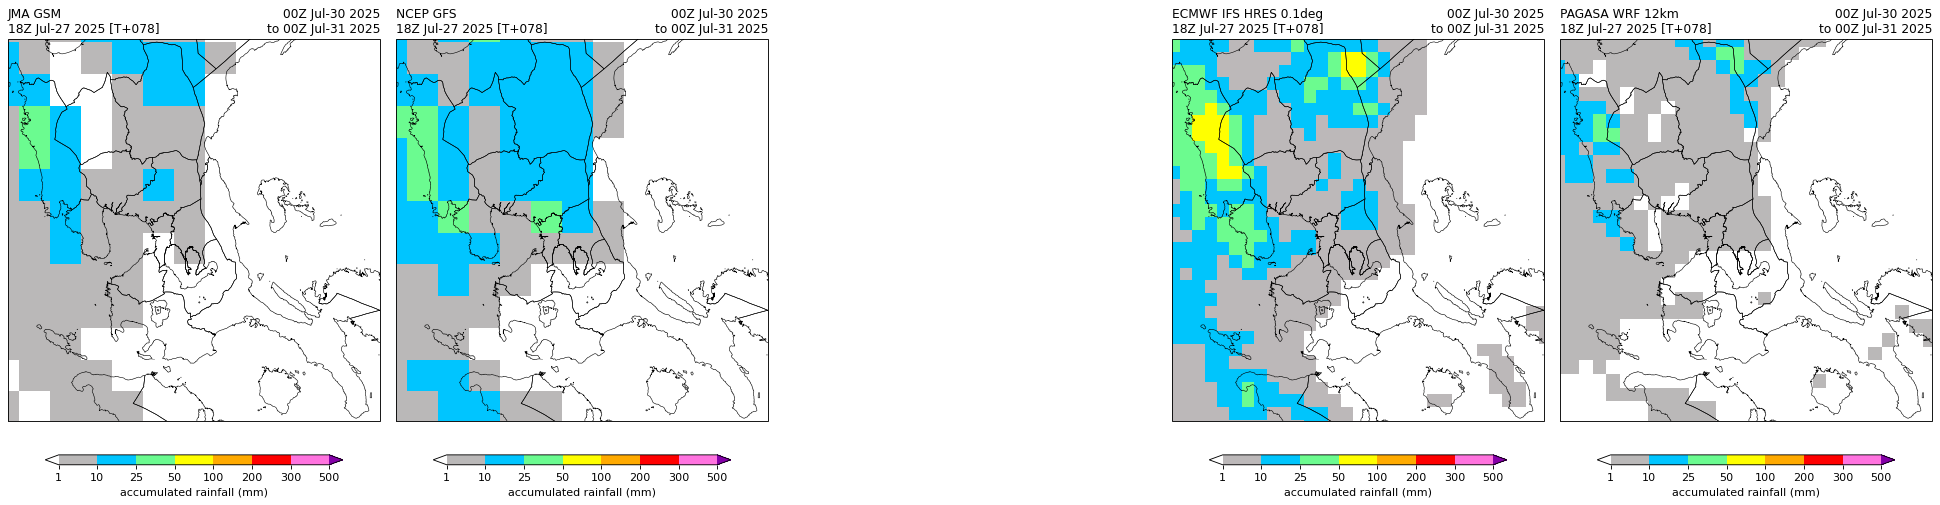 JMA GSM 00Z Jul-30 2025
18Z Jul-27 2025 [T+078] to 00Z Jul-31 2025
1 10 25 50 100 200 300 500
accumulated rainfall (mm)
NCEP GFS 00Z Jul-30 2025
18Z Jul-27 2025 [T+078] to 00Z Jul-31 2025
1 10 25 50 100 200 300 500
accumulated rainfall (mm)
ECMWF IFS HRES 0.1deg 00Z Jul-30 2025
18Z Jul-27 2025 [T+078] to 00Z Jul-31 2025
1 10 25 50 100 200 300 500
accumulated rainfall (mm)
PAGASA WRF 12km 00Z Jul-30 2025
18Z Jul-27 2025 [T+078] to 00Z Jul-31 2025
1 10 25 50 100 200 300 500
accumulated rainfall (mm)